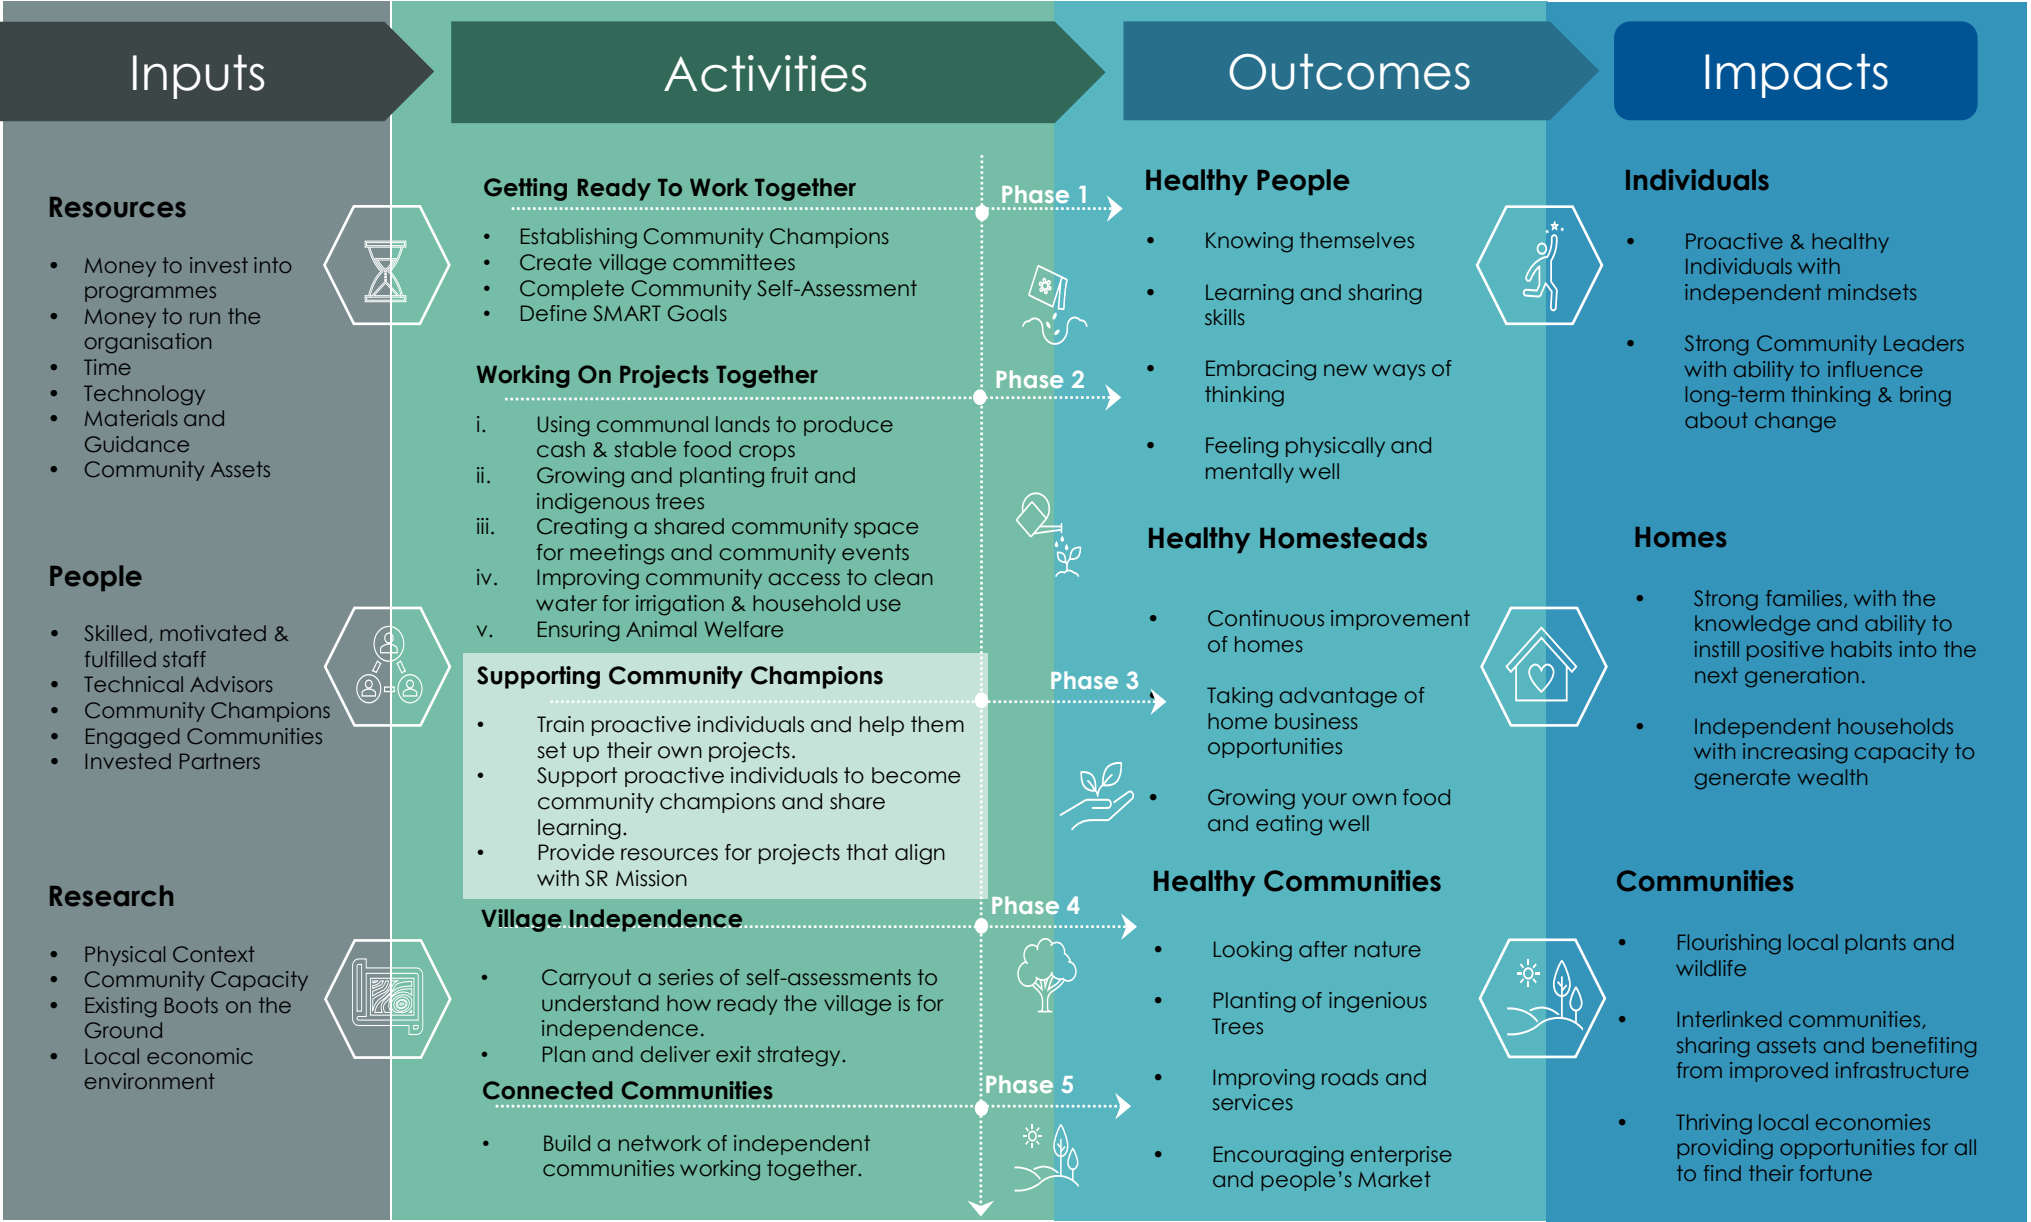 Inputs
Activities
Outcomes
Impacts
Resources
• Money to invest into
programmes
• Money to run the
organisation
• Time
• Technology
• Materials and
Guidance
• Community Assets
People
• Skilled, motivated &
fulfilled staff
• Technical Advisors
• Community Champions
• Engaged Communities
• Invested Partners
Research
• Physical Context
• Community Capacity
• Existing Boots on the
Ground
• Local economic
environment
Getting Ready To Work Together
Phase 1
• Establishing Community Champions
• Create village committees
• Complete Community Self-Assessment
• Define SMART Goals
Working On Projects Together
Phase 2
i. Using communal lands to produce
cash & stable food crops
ii. Growing and planting fruit and
indigenous trees
iii. Creating a shared community space
for meetings and community events
iv. Improving community access to clean
water for irrigation & household use
v. Ensuring Animal Welfare
Supporting Community Champions
Phase 3
• Train proactive individuals and help them
set up their own projects.
• Support proactive individuals to become
community champions and share
learning.
• Provide resources for projects that align
with SR Mission
Village Independence
Phase 4
• Carryout a series of self-assessments to
understand how ready the village is for
independence.
• Plan and deliver exit strategy.
Connected Communities
Phase 5
• Build a network of independent
communities working together.
Healthy People
• Knowing themselves
• Learning and sharing
skills
• Embracing new ways of
thinking
• Feeling physically and
mentally well
Healthy Homesteads
• Continuous improvement
of homes
• Taking advantage of
home business
opportunities
• Growing your own food
and eating well
Healthy Communities
• Looking after nature
• Planting of ingenious
Trees
• Improving roads and
services
• Encouraging enterprise
and people's Market
Individuals
• Proactive & healthy
Individuals with
independent mindsets
• Strong Community Leaders
with ability to influence
long-term thinking & bring
about change
Homes
• Strong families, with the
knowledge and ability to
instill positive habits into the
next generation.
• Independent households
with increasing capacity to
generate wealth
Communities
• Flourishing local plants and
wildlife
• Interlinked communities,
sharing assets and benefiting
from improved infrastructure
• Thriving local economies
providing opportunities for all
to find their fortune